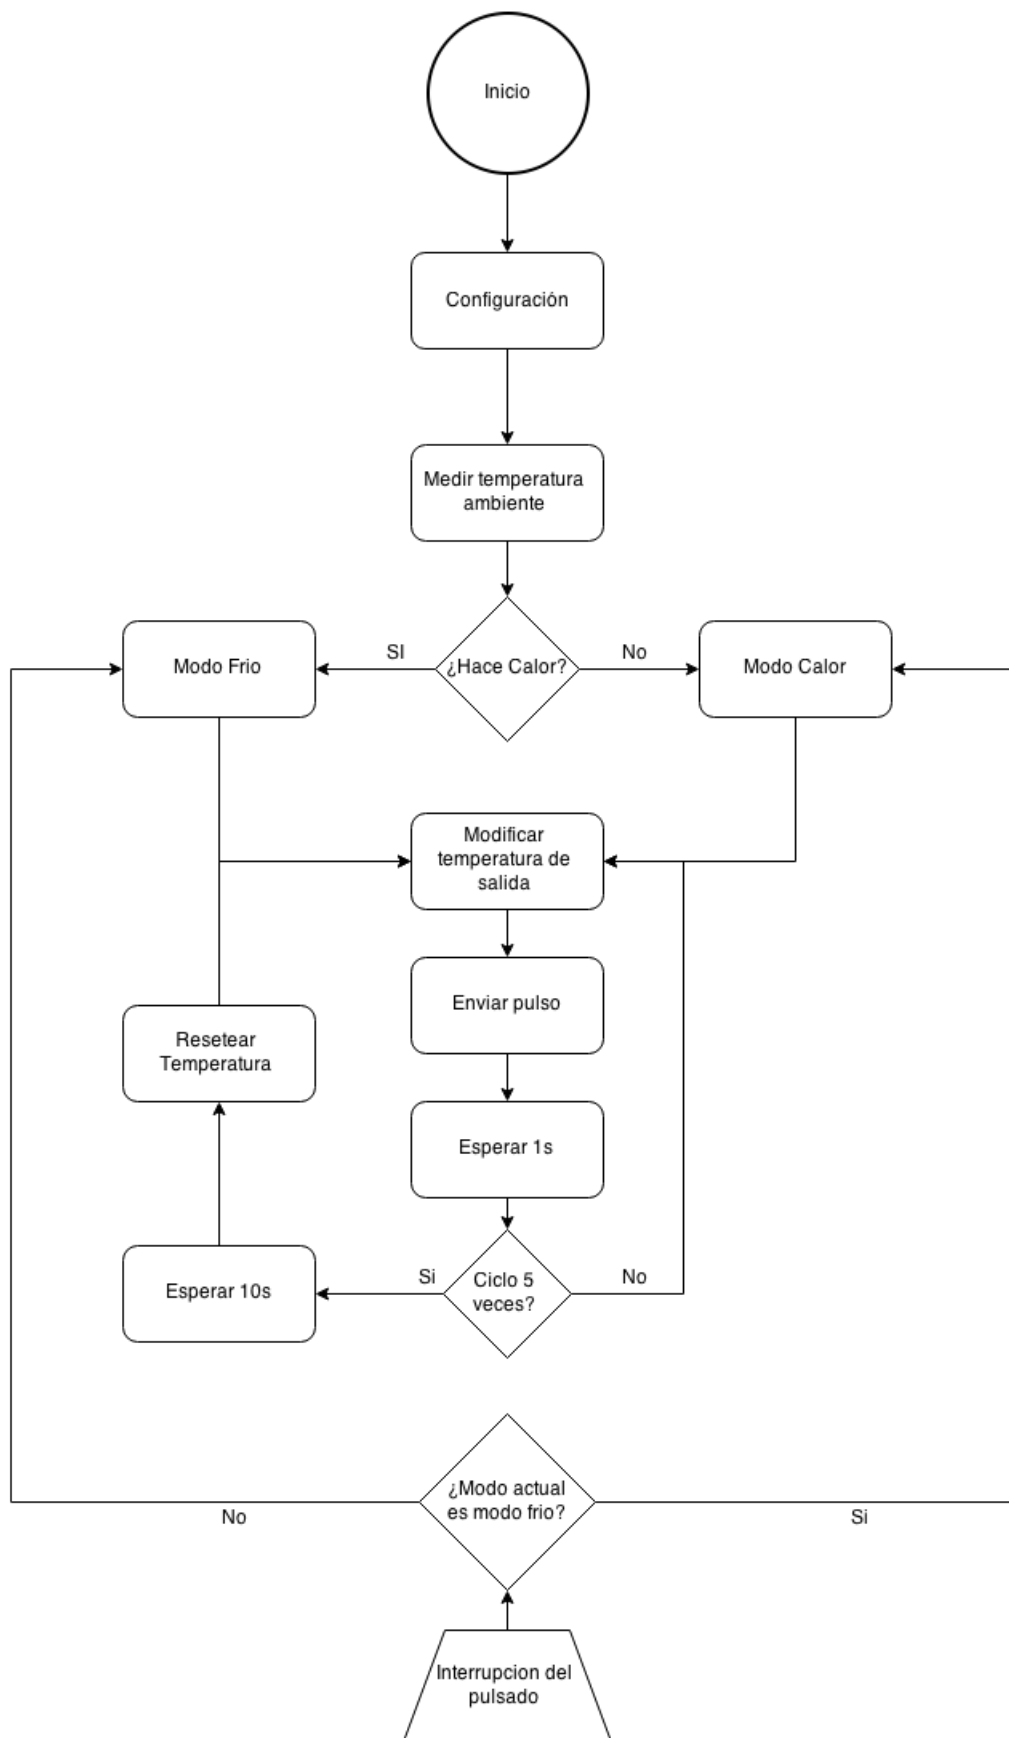 Inicio
Configuración
Medir temperatura
ambiente
Modo Frio
SI
¿Hace Calor?
No
Modo Calor
Modificar
temperatura de
salida
Enviar pulso
Resetear
Temperatura
Esperar 1s
Esperar 10s
Si
Ciclo 5
veces?
No
¿Modo actual
es modo frio?
No
Si
Interrupcion del
pulsado